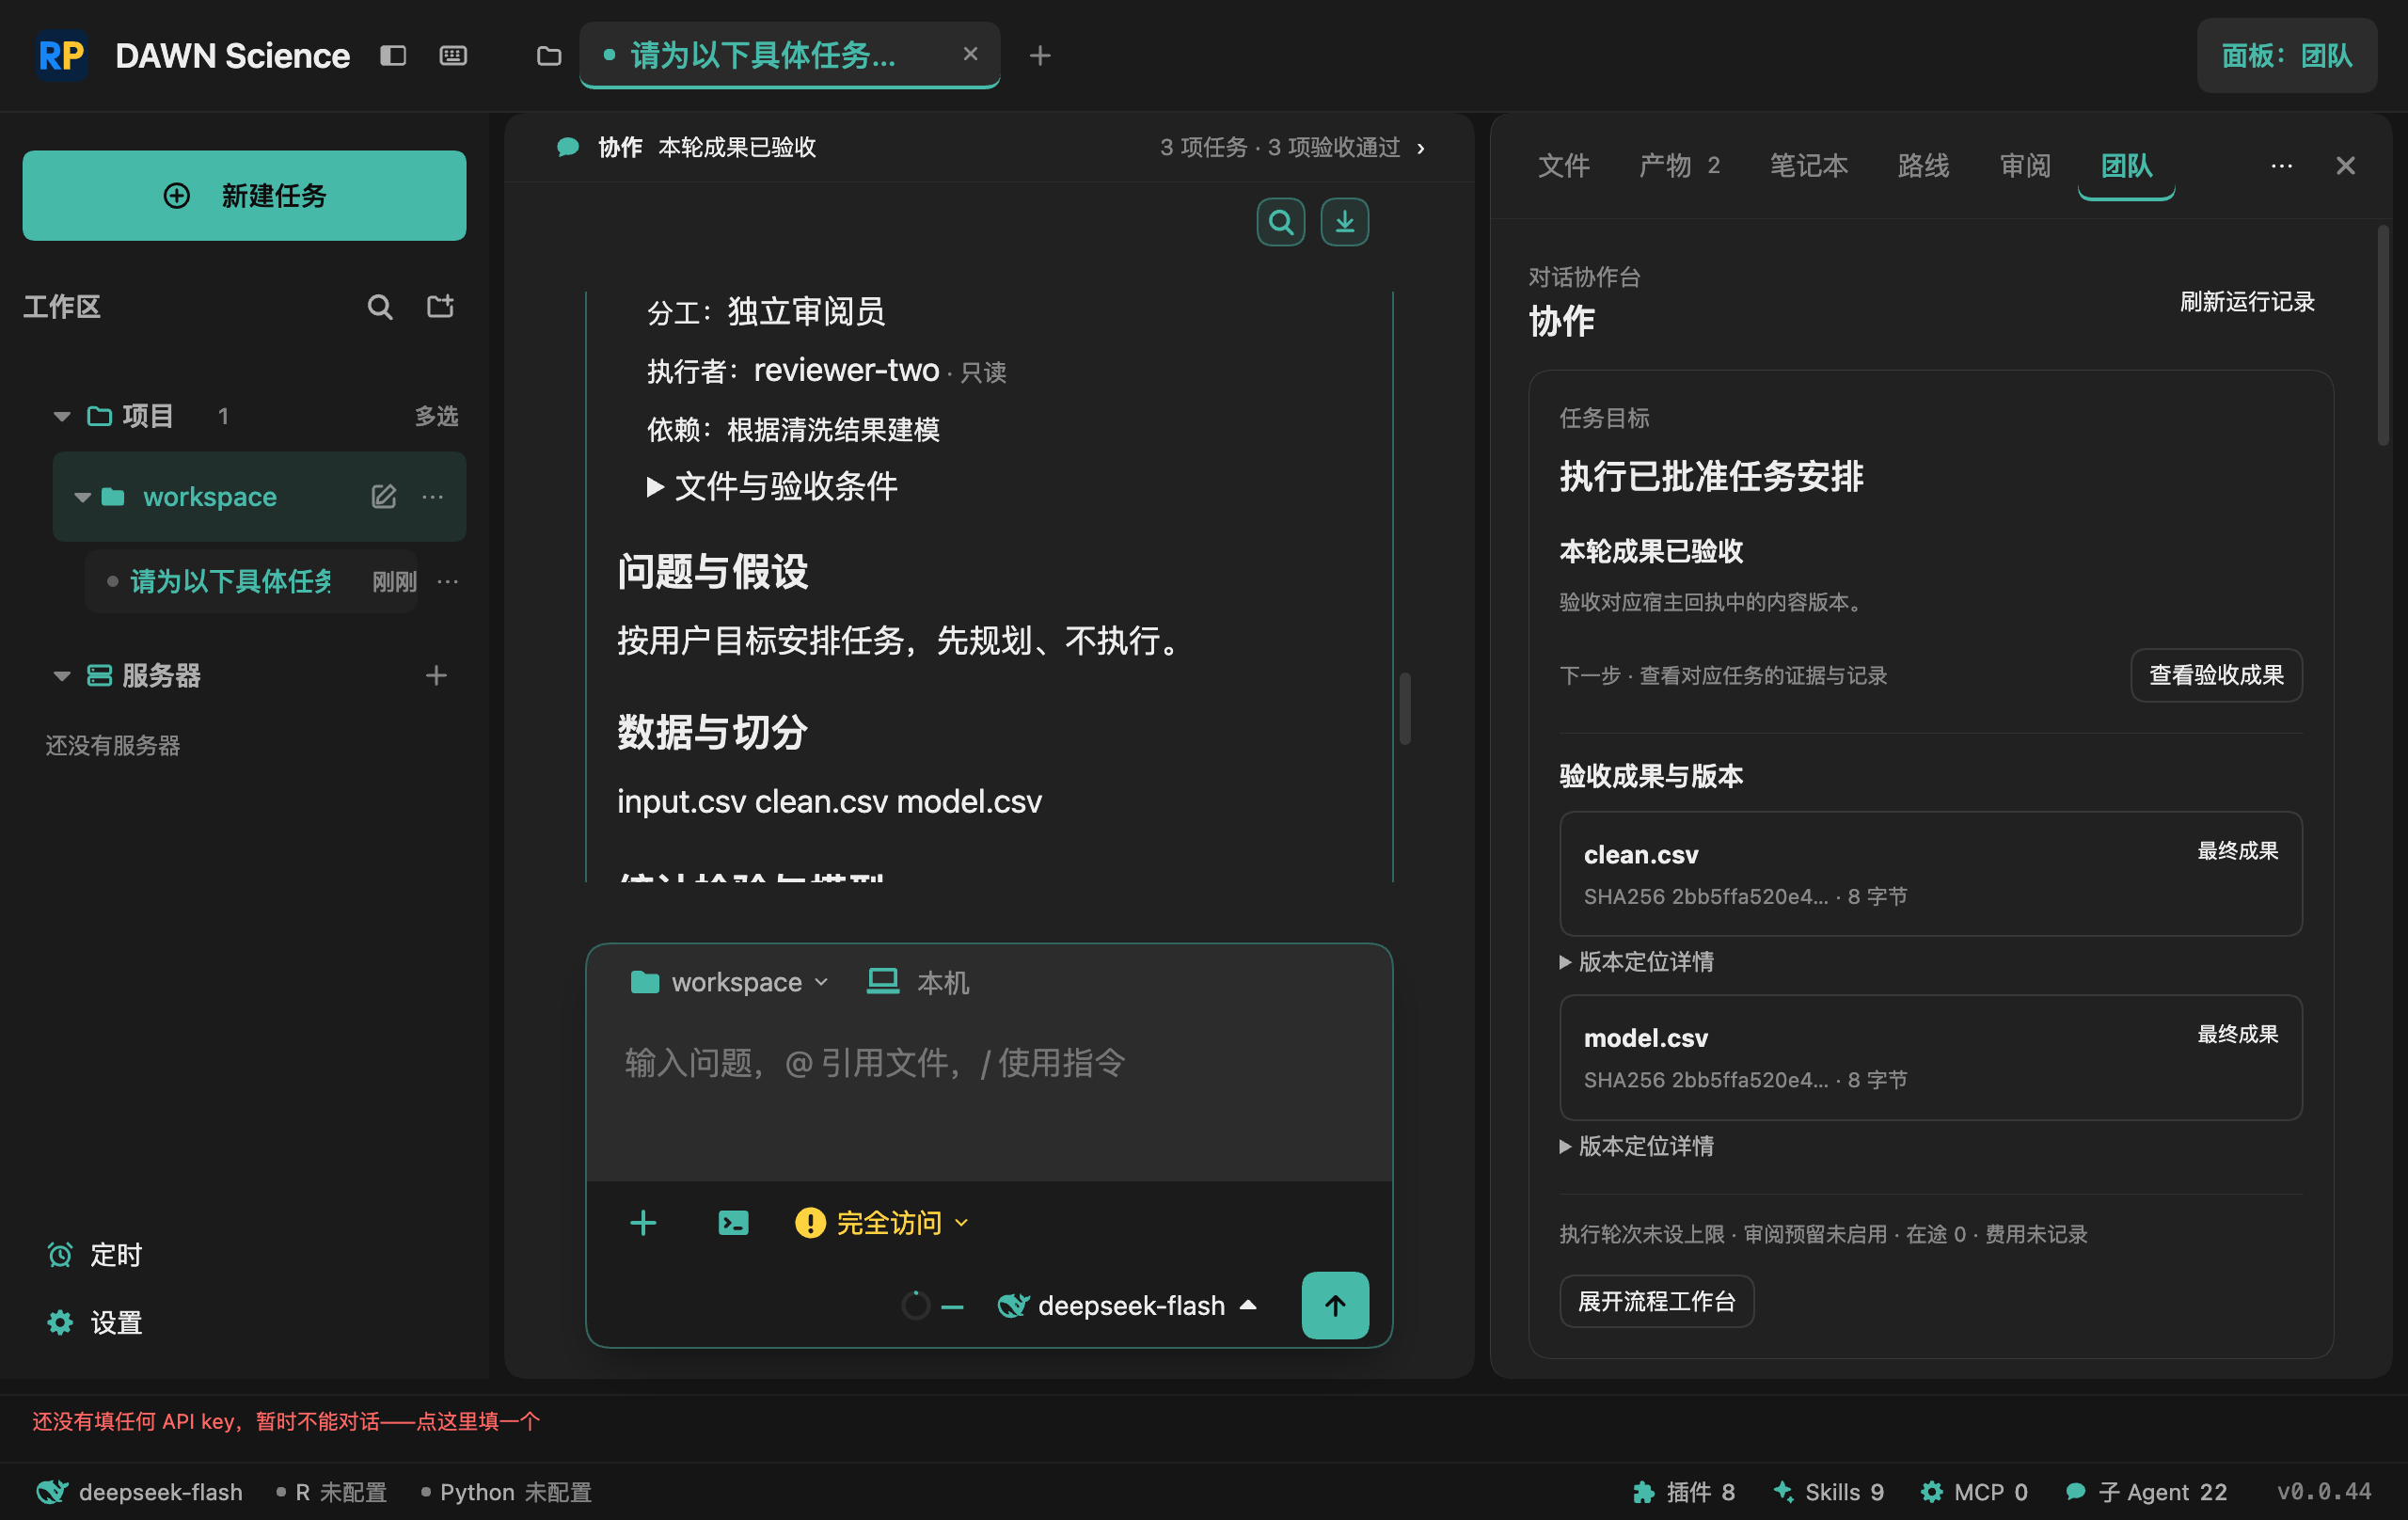 RP DAWN Science
请为以下具体任务...
面板：团队
新建任务
工作区
项目 1 多选
workspace
请为以下具体任务 刚刚
服务器
还没有服务器
定时
设置
协作 本轮成果已验收
3 项任务 · 3 项验收通过 ›
分工：独立审阅员
执行者：reviewer-two · 只读
依赖：根据清洗结果建模
文件与验收条件
问题与假设
按用户目标安排任务，先规划、不执行。
数据与切分
input.csv clean.csv model.csv
统计检验与模型
workspace 本机
输入问题，@ 引用文件，/ 使用指令
完全访问
deepseek-flash
文件 产物 2 笔记本 路线 审阅 团队 ...
对话协作台
协作
刷新运行记录
任务目标
执行已批准任务安排
本轮成果已验收
验收对应宿主回执中的内容版本。
下一步 · 查看对应任务的证据与记录
查看验收成果
验收成果与版本
clean.csv 最终成果
SHA256 2bb5ffa520e4... · 8 字节
版本定位详情
model.csv 最终成果
SHA256 2bb5ffa520e4... · 8 字节
版本定位详情
执行轮次未设上限 · 审阅预留未启用 · 在途 0 · 费用未记录
展开流程工作台
还没有填任何 API key，暂时不能对话——点这里填一个
deepseek-flash R 未配置 Python 未配置
插件 8 Skills 9 MCP 0 子 Agent 22 v0.0.44